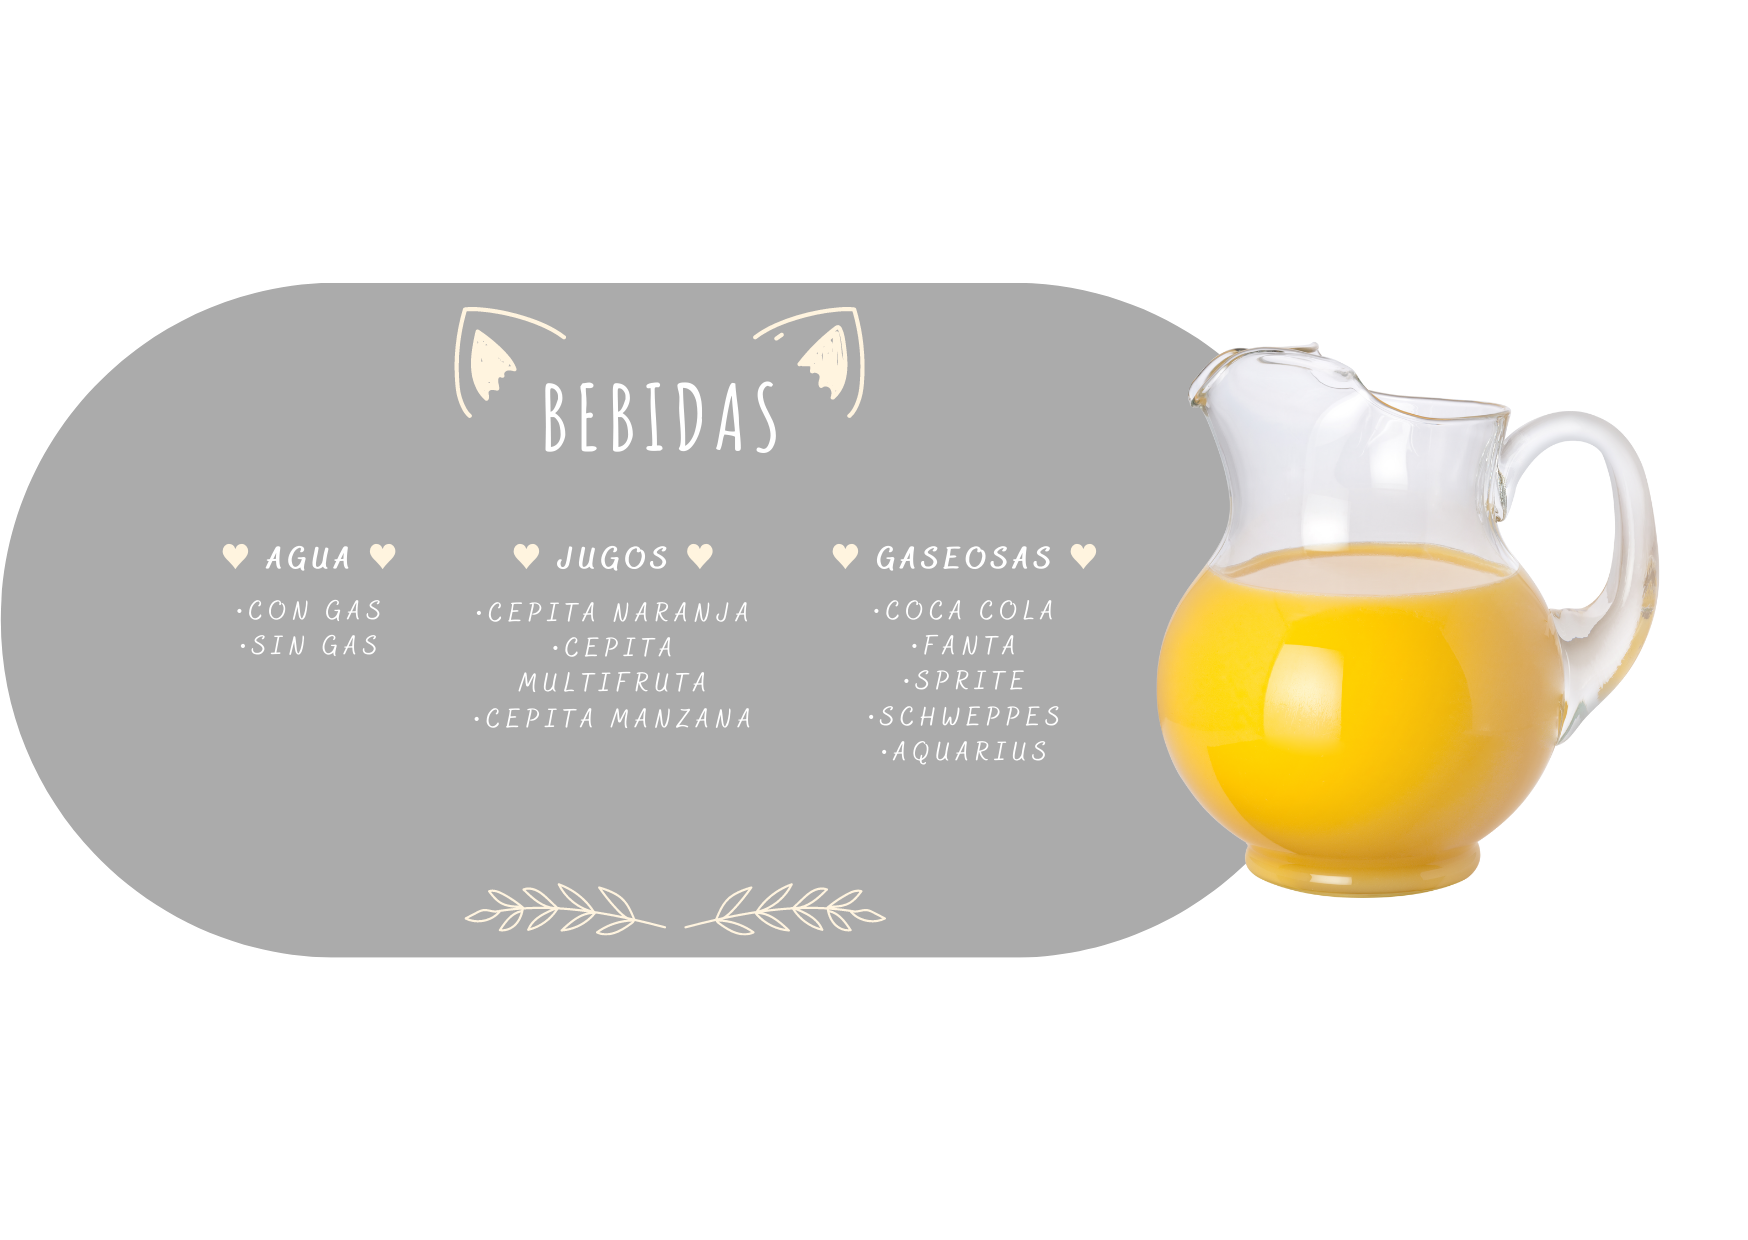 BEBIDAS
AGUA
·CON GAS
·SIN GAS
JUGOS
·CEPITA NARANJA
·CEPITA
MULTIFRUTA
·CEPITA MANZANA
GASEOSAS
·COCA COLA
·FANTA
·SPRITE
·SCHWEPPES
·AQUARIUS